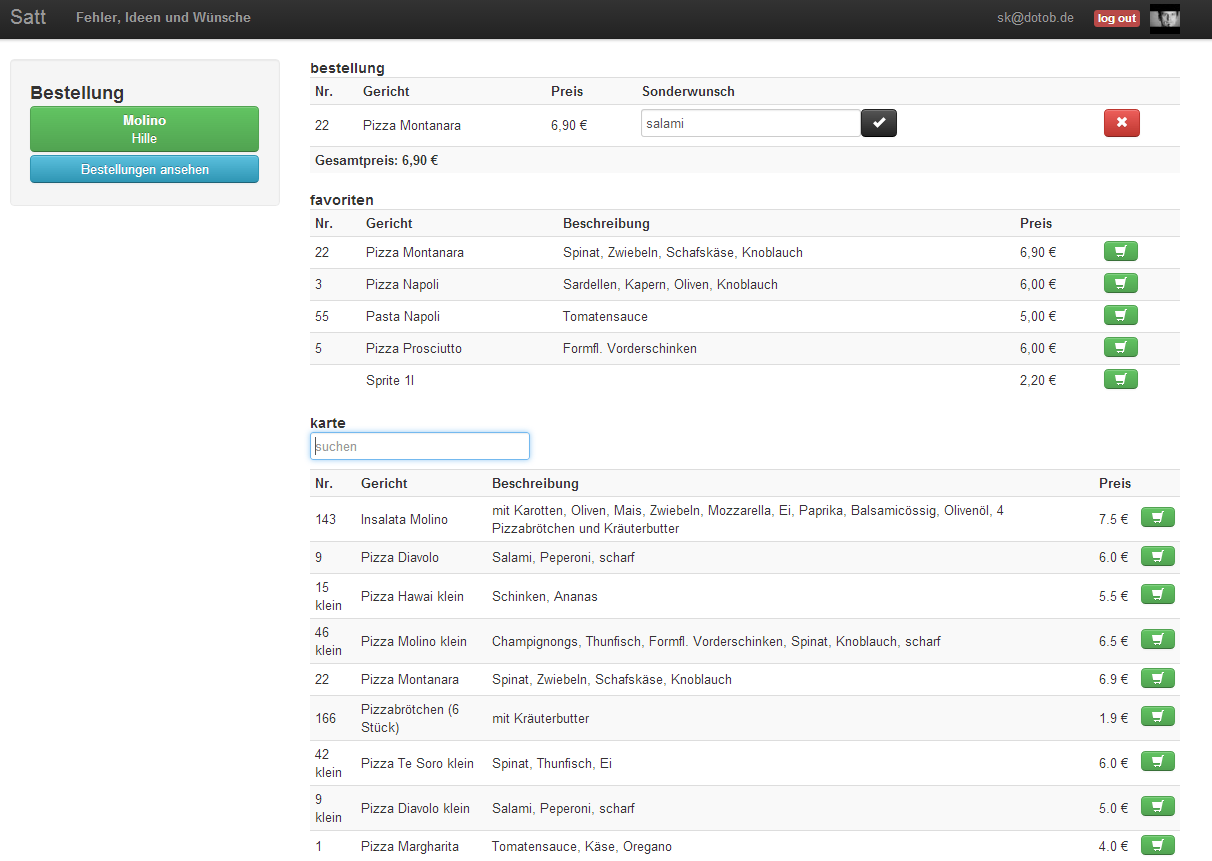 Satt Fehler, Ideen und Wünsche sk@dotob.de log out
Bestellung
Molino
Hille
Bestellungen ansehen
bestellung
Nr. Gericht Preis Sonderwunsch
22 Pizza Montanara 6,90 € salami
Gesamtpreis: 6,90 €
favoriten
Nr. Gericht Beschreibung Preis
22 Pizza Montanara Spinat, Zwiebeln, Schafskäse, Knoblauch 6,90 €
3 Pizza Napoli Sardellen, Kapern, Oliven, Knoblauch 6,00 €
55 Pasta Napoli Tomatensauce 5,00 €
5 Pizza Prosciutto Formfl. Vorderschinken 6,00 €
Sprite 1l 2,20 €
karte
suchen
Nr. Gericht Beschreibung Preis
143 Insalata Molino mit Karotten, Oliven, Mais, Zwiebeln, Mozzarella, Ei, Paprika, Balsamicössig, Olivenöl, 4
Pizzabrötchen und Kräuterbutter 7.5 €
9 Pizza Diavolo Salami, Peperoni, scharf 6.0 €
15
klein Pizza Hawai klein Schinken, Ananas 5.5 €
46
klein Pizza Molino klein Champignongs, Thunfisch, Formfl. Vorderschinken, Spinat, Knoblauch, scharf 6.5 €
22 Pizza Montanara Spinat, Zwiebeln, Schafskäse, Knoblauch 6.9 €
166 Pizzabrötchen (6
Stück) mit Kräuterbutter 1.9 €
42
klein Pizza Te Soro klein Spinat, Thunfisch, Ei 6.0 €
9
klein Pizza Diavolo klein Salami, Peperoni, scharf 5.0 €
1 Pizza Margharita Tomatensauce, Käse, Oregano 4.0 €